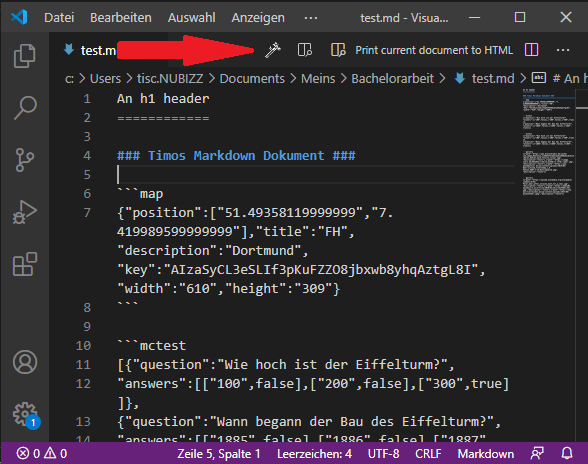 Datei Bearbeiten Auswahl Anzeigen ··· test.md - Visua...
test.m
Print current document to HTML
···
c: > Users > tisc.NUBIZZ > Documents > Meins > Bachelorarbeit > test.md > abc # An h
1 An h1 header
2 ============
3
4 ### Timos Markdown Dokument ###
5
6 ```map
7 {"position":["51.49358119999999","7.
419989599999999"],"title":"FH",
"description":"Dortmund",
"key":"AIzaSyCL3eSLIf3pKuFZZO8jbxwb8yhqAztgL8I",
"width":"610","height":"309"}
8 ```
9
10 ```mctest
11 [{"question":"Wie hoch ist der Eiffelturm?",
12 "answers":[["100",false],["200",false],["300",true]
]},
13 {"question":"Wann begann der Bau des Eiffelturm?",
14 "answers":[["1885",false],["1886",false],["1887",
1
0 0 Zeile 5, Spalte 1 Leerzeichen: 4 UTF-8 CRLF Markdown